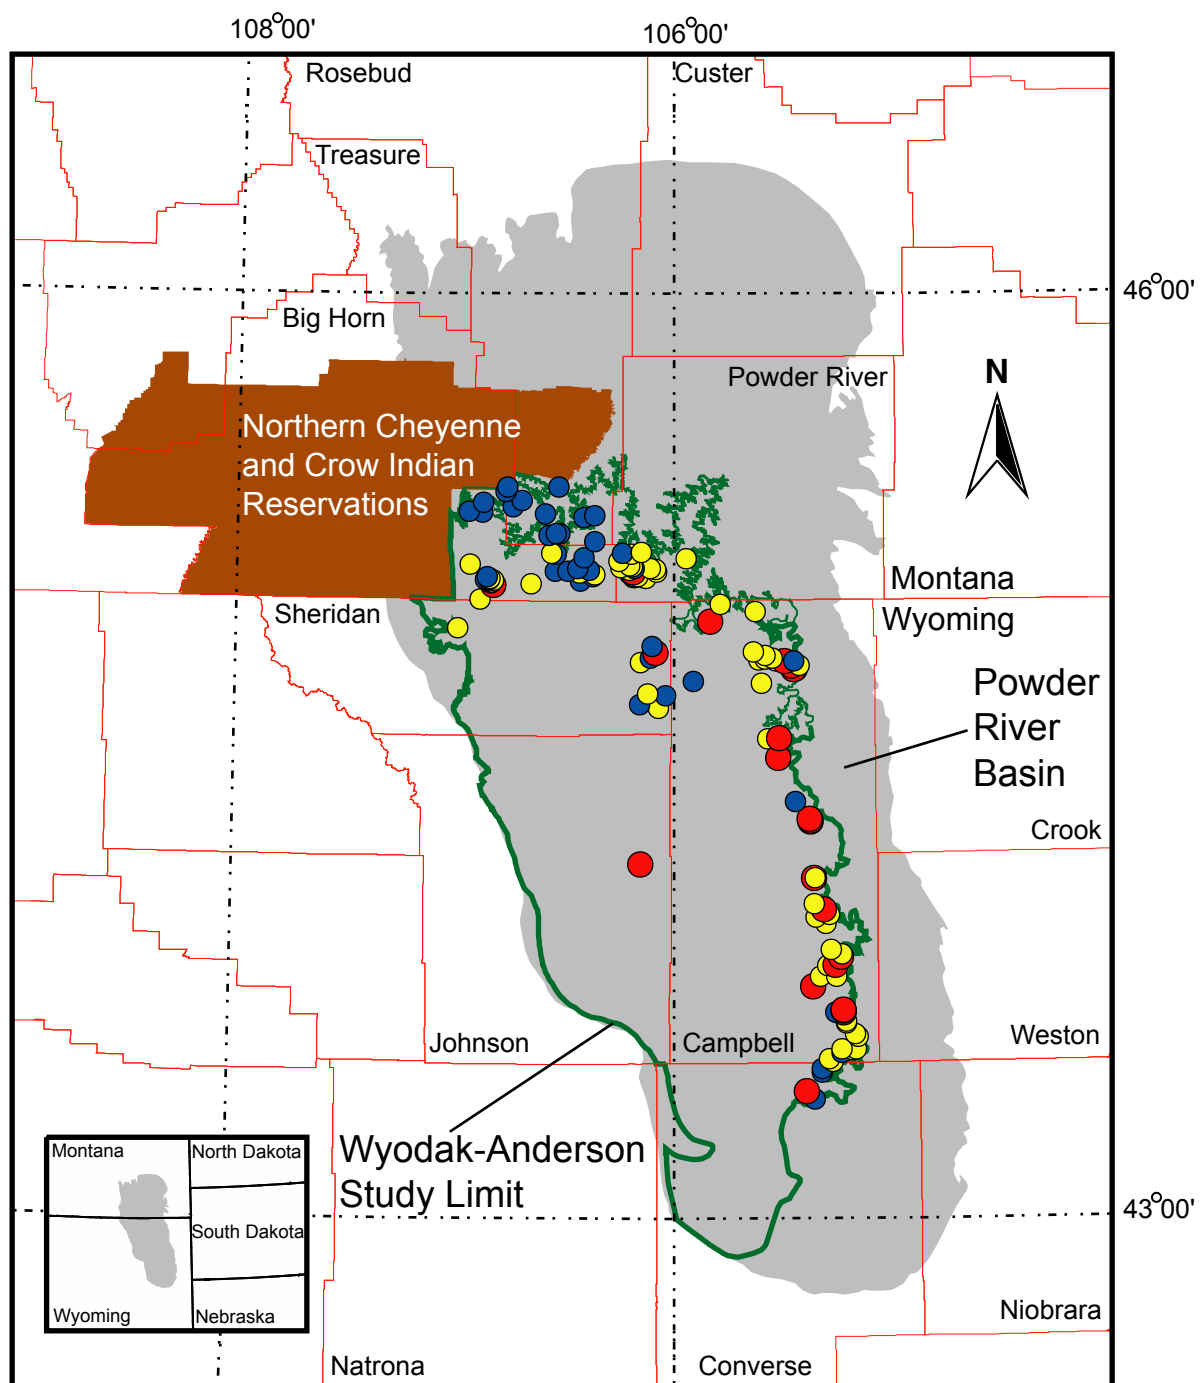 108°00'
106°00'
Rosebud
Custer
Treasure
46°00'
Big Horn
Powder River
N
Northern Cheyenne
and Crow Indian
Reservations
Montana
Sheridan
Wyoming
Powder
River
Basin
Crook
Johnson
Campbell
Weston
Wyodak-Anderson
Study Limit
Montana
North Dakota
South Dakota
Wyoming
Nebraska
43°00'
Niobrara
Natrona
Converse